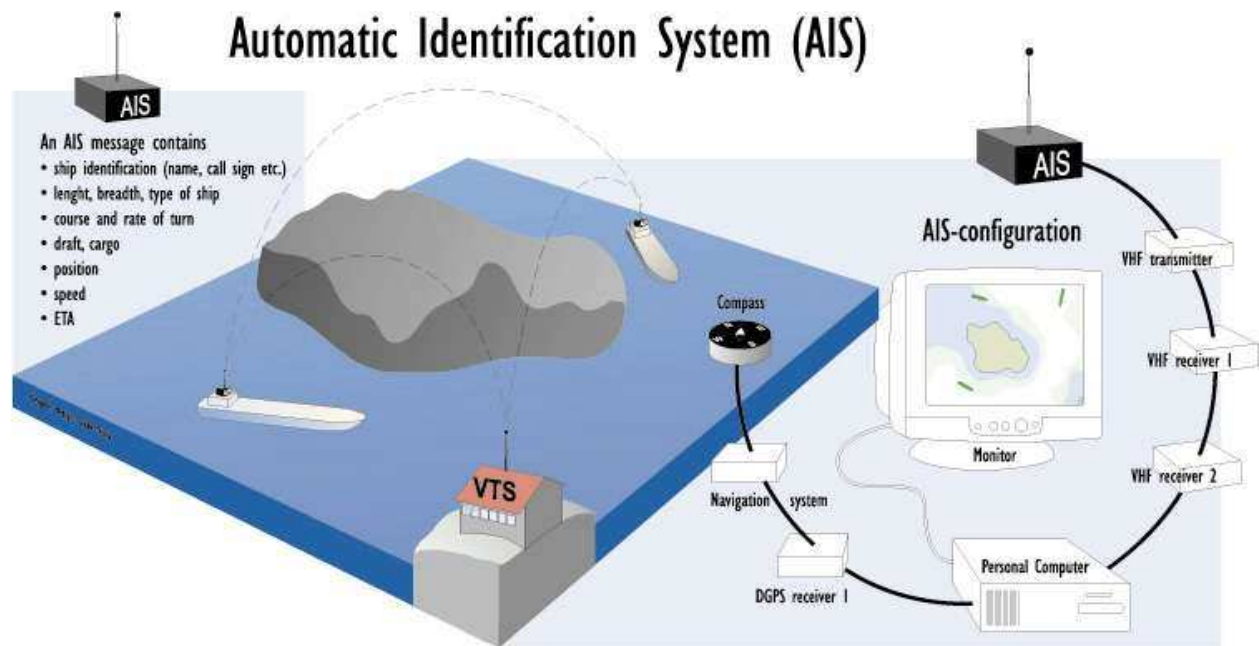 Automatic Identification System (AIS)
AIS
An AIS message contains
• ship identification (name, call sign etc.)
• lenght, breadth, type of ship
• course and rate of turn
• draft, cargo
• position
• speed
• ETA
VTS
AIS
AIS-configuration
VHF transmitter
Compass
VHF receiver 1
Monitor
VHF receiver 2
Navigation system
Personal Computer
DGPS receiver 1